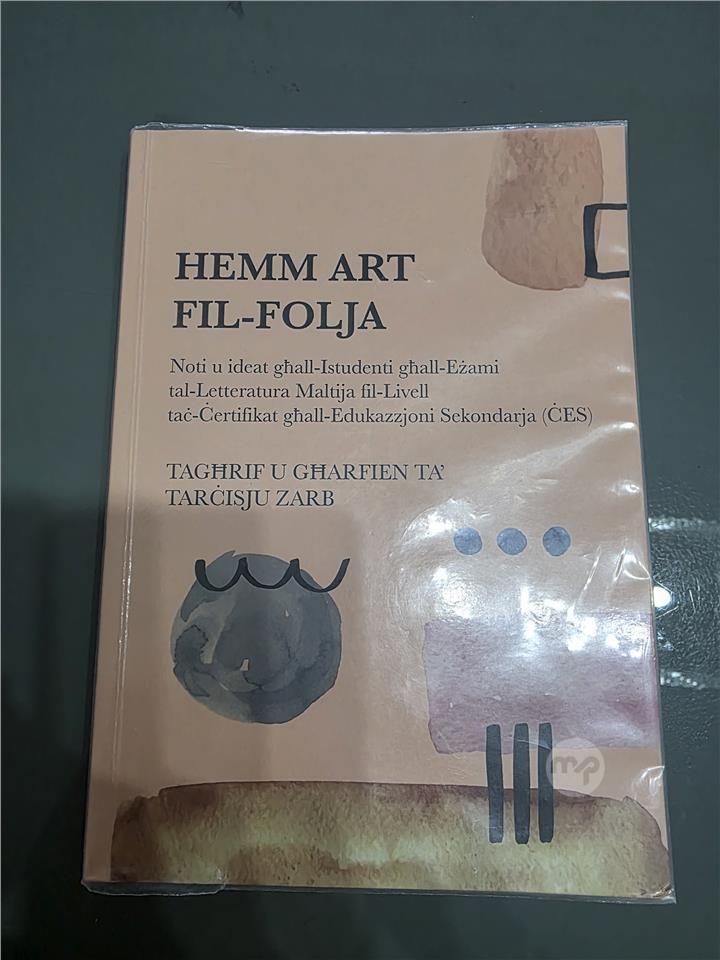 HEMM ART
FIL-FOLJA
Noti u ideat għall-Istudenti għall-Eżami
tal-Letteratura Maltija fil-Livell
taċ-Ċertifikat għall-Edukazzjoni Sekondarja (ĊES)
TAGĦRIF U GĦARFIEN TA'
TARĊISJU ZARB
mp